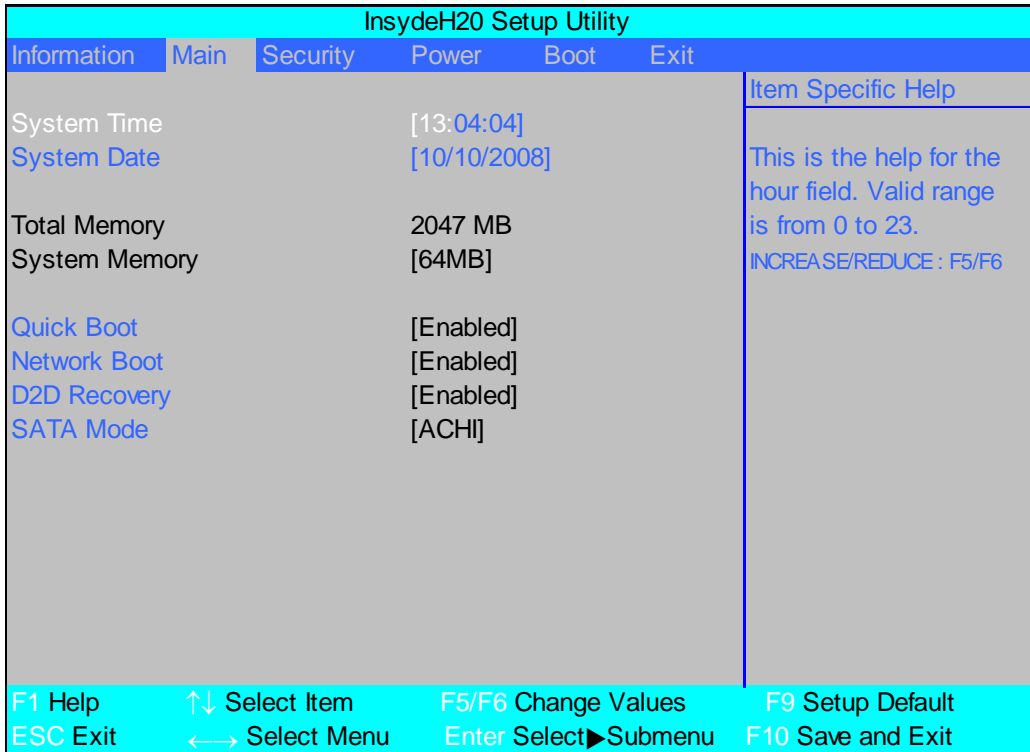 InsydeH20 Setup Utility
Information Main Security Power Boot Exit
Item Specific Help
System Time [13:04:04]
System Date [10/10/2008]
This is the help for the
hour field. Valid range
is from 0 to 23.
INCREASE/REDUCE : F5/F6
Total Memory 2047 MB
System Memory [64MB]
Quick Boot [Enabled]
Network Boot [Enabled]
D2D Recovery [Enabled]
SATA Mode [ACHI]
F1 Help ↑↓ Select Item F5/F6 Change Values F9 Setup Default
ESC Exit ←→ Select Menu Enter Select▶Submenu F10 Save and Exit